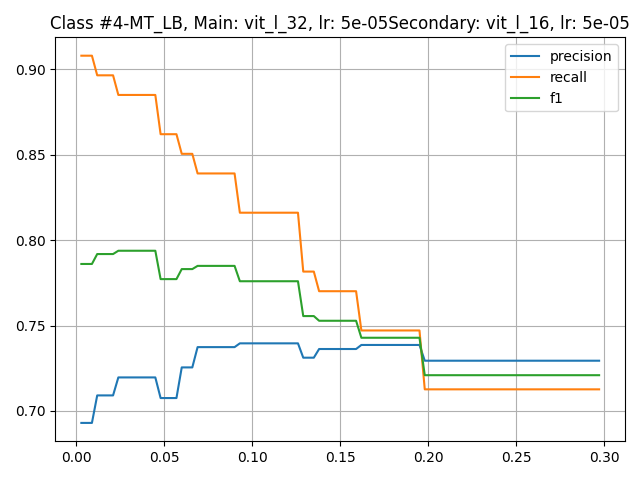 Class #4-MT_LB, Main: vit_l_32, lr: 5e-05Secondary: vit_l_16, lr: 5e-05
precision
recall
f1
0.90
0.85
0.80
0.75
0.70
0.00 0.05 0.10 0.15 0.20 0.25 0.30